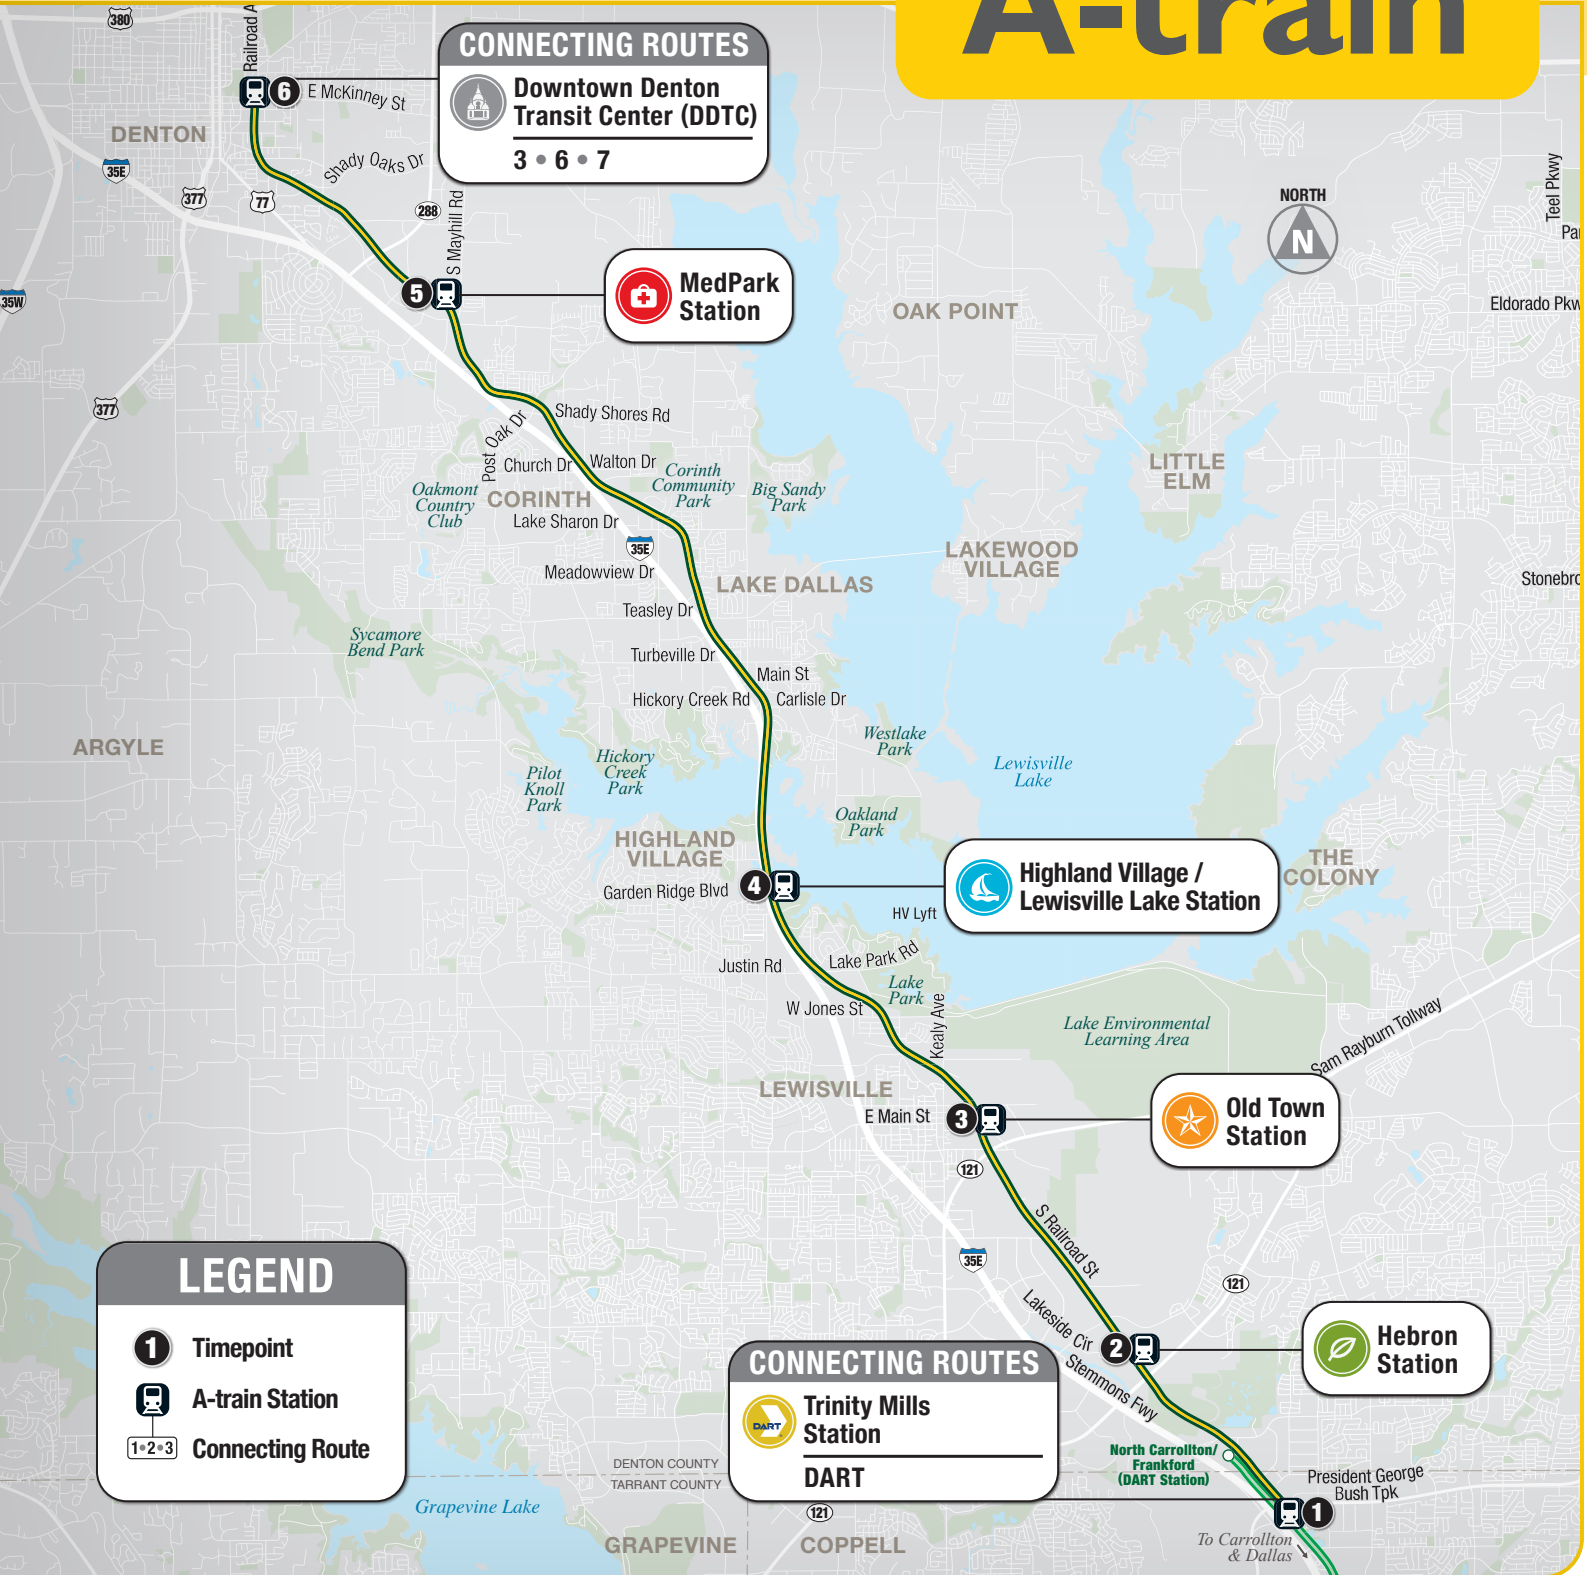 A-train
380
Railroad A
6
E McKinney St
CONNECTING ROUTES
Downtown Denton
Transit Center (DDTC)
3 • 6 • 7
DENTON
35E
Shady Oaks Dr
377
77
288
S Mayhill Rd
NORTH
N
Teel Pkwy
Pa
35W
5
MedPark
Station
OAK POINT
Eldorado Pkw
377
Post Oak Dr
Shady Shores Rd
Church Dr
Walton Dr
Corinth
Community
Park
Big Sandy
Park
Oakmont
Country
Club
CORINTH
Lake Sharon Dr
LITTLE
ELM
35E
Meadowview Dr
LAKEWOOD
VILLAGE
LAKE DALLAS
Stonebro
Teasley Dr
Sycamore
Bend Park
Turbeville Dr
Main St
Hickory Creek Rd
Carlisle Dr
ARGYLE
Westlake
Park
Hickory
Creek
Park
Pilot
Knoll
Park
Lewisville
Lake
Oakland
Park
HIGHLAND
VILLAGE
THE
COLONY
Garden Ridge Blvd
4
Highland Village /
Lewisville Lake Station
HV Lyft
Justin Rd
Lake Park Rd
Lake
Park
W Jones St
Kealy Ave
Lake Environmental
Learning Area
Sam Rayburn Tollway
LEWISVILLE
E Main St
3
Old Town
Station
121
S Railroad St
35E
121
LEGEND
1
Timepoint
A-train Station
1•2•3
Connecting Route
Lakeside Cir
2
Hebron
Station
Stemmons Fwy
CONNECTING ROUTES
DART
Trinity Mills
Station
DART
North Carrollton/
Frankford
(DART Station)
DENTON COUNTY
TARRANT COUNTY
President George
Bush Tpk
1
121
Grapevine Lake
GRAPEVINE
COPPELL
To Carrollton
& Dallas